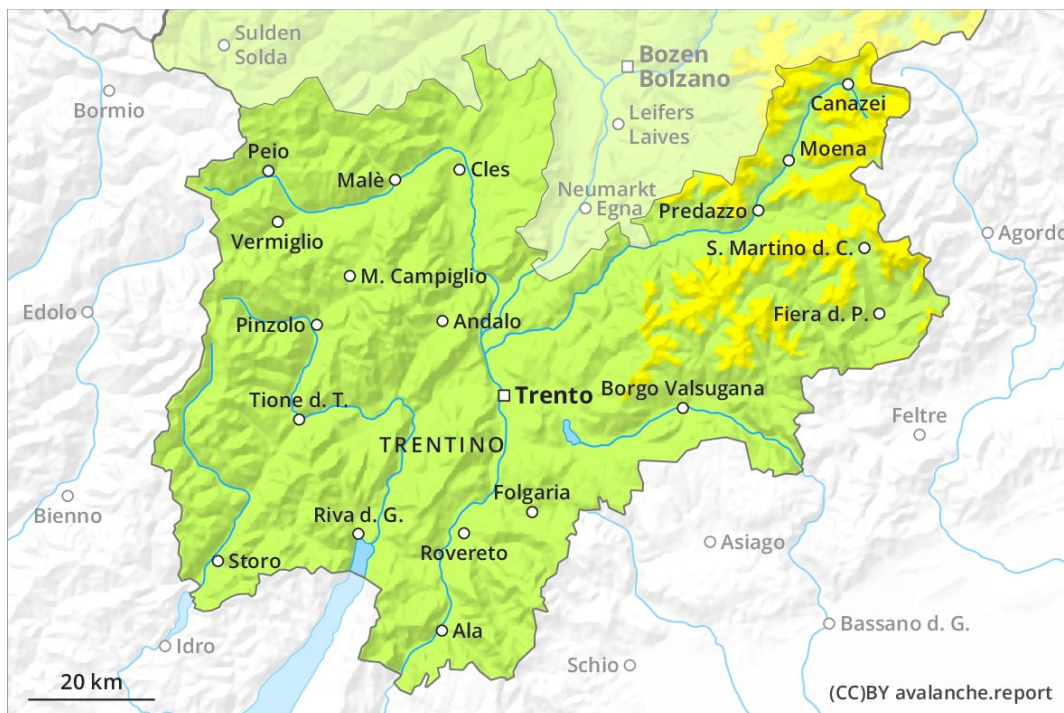 Sulden
Solda
Bozen
Bolzano
Bormio
Canazei
Leifers
Laives
Moena
Peio
Malè
Cles
Neumarkt
Egna
Predazzo
Vermiglio
Agordo
S. Martino d. C.
M. Campiglio
Edolo
Pinzolo
Andalo
Fiera d. P.
Trento
Borgo Valsugana
Tione d. T.
Feltre
TRENTINO
Folgaria
Bienno
Riva d. G.
Rovereto
Asiago
Storo
Ala
Bassano d. G.
Idro
Schio
20 km
(CC)BY avalanche.report